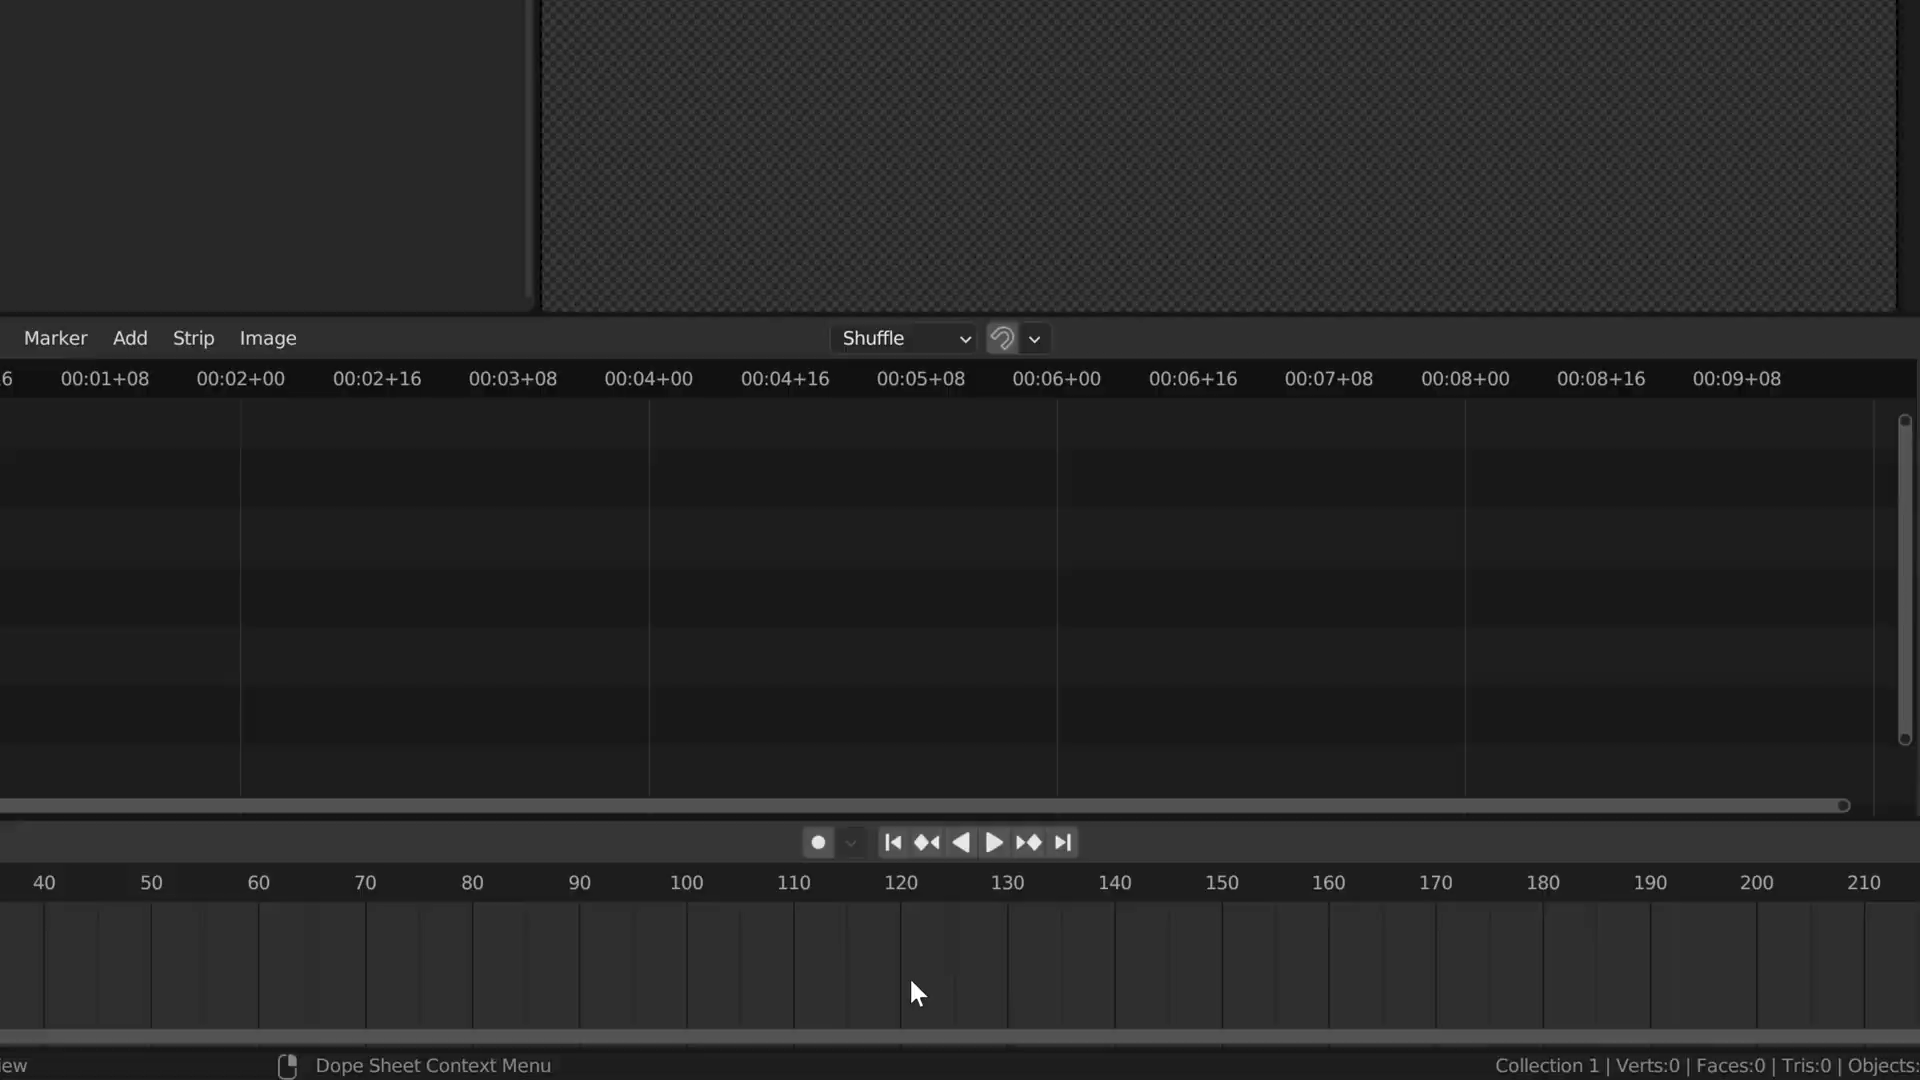 Marker Add Strip Image Shuffle
6 00:01+08 00:02+00 00:02+16 00:03+08 00:04+00 00:04+16 00:05+08 00:06+00 00:06+16 00:07+08 00:08+00 00:08+16 00:09+08
40 50 60 70 80 90 100 110 120 130 140 150 160 170 180 190 200 210
iew Dope Sheet Context Menu Collection 1 | Verts:0 | Faces:0 | Tris:0 | Objects: